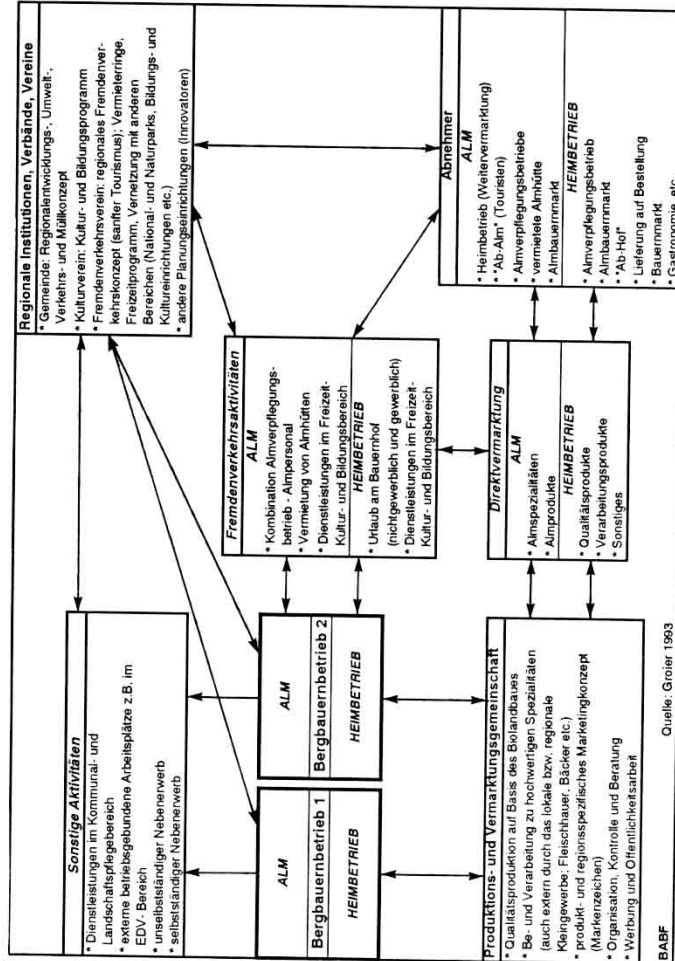 Sonstige Aktivitäten
* Dienstleistungen im Kommunal- und
Landschaftspflegebereich
* externe betriebsgebundene Arbeitsplätze z.B. im
EDV- Bereich
* unselbstständiger Nebenerwerb
* selbstständiger Nebenerwerb
Regionale Institutionen, Verbände, Vereine
* Gemeinde: Regionalentwicklungs-, Umwelt-,
Verkehrs- und Müllkonzept
* Kulturverein: Kultur- und Bildungsprogramm
* Fremdenverkehrsverein: regionales Fremdenver-
kehrskonzept (sanfter Tourismus); Vermieterringe,
Freizeitprogramm, Vernetzung mit anderen
Bereichen (National- und Naturparks, Bildungs- und
Kultureinrichtungen etc.)
* andere Planungseinrichtungen (Innovatoren)
Bergbauernbetrieb 1
ALM
HEIMBETRIEB
Bergbauernbetrieb 2
ALM
HEIMBETRIEB
Fremdenverkehrsaktivitäten
ALM
* Kombination Almverpflegungs-
betrieb - Almpersonal
* Vermietung von Almhütten
* Dienstleistungen im Freizeit-
Kultur- und Bildungsbereich
HEIMBETRIEB
* Urlaub am Bauernhof
(nichtgewerblich und gewerblich)
* Dienstleistungen im Freizeit-
Kultur- und Bildungsbereich
Produktions- und Vermarktungsgemeinschaft
* Qualitätsproduktion auf Basis des Biolandbaues
* Be- und Verarbeitung zu hochwertigen Spezialitäten
(auch extern durch das lokale bzw. regionale
Kleingewerbe; Fleischhauer, Bäcker etc.)
* produkt- und regionsspezifisches Marketingkonzept
(Markenzeichen)
* Organisation, Kontrolle und Beratung
* Werbung und Öffentlichkeitsarbeit
Direktvermarktung
ALM
* Almspezialitäten
* Almprodukte
HEIMBETRIEB
* Qualitätsprodukte
* Verarbeitungsprodukte
* Sonstiges
Abnehmer
ALM
* Heimbetrieb (Weitervermarktung)
* "Ab-Alm" (Touristen)
* Almverpflegungsbetriebe
* vermietete Almhütte
* Almbauernmarkt
HEIMBETRIEB
* Almverpflegungsbetrieb
* Almbauernmarkt
* "Ab-Hof"
* Lieferung auf Bestellung
* Bauernmarkt
* Gastronomie, etc.
BABF
Quelle: Groier 1993